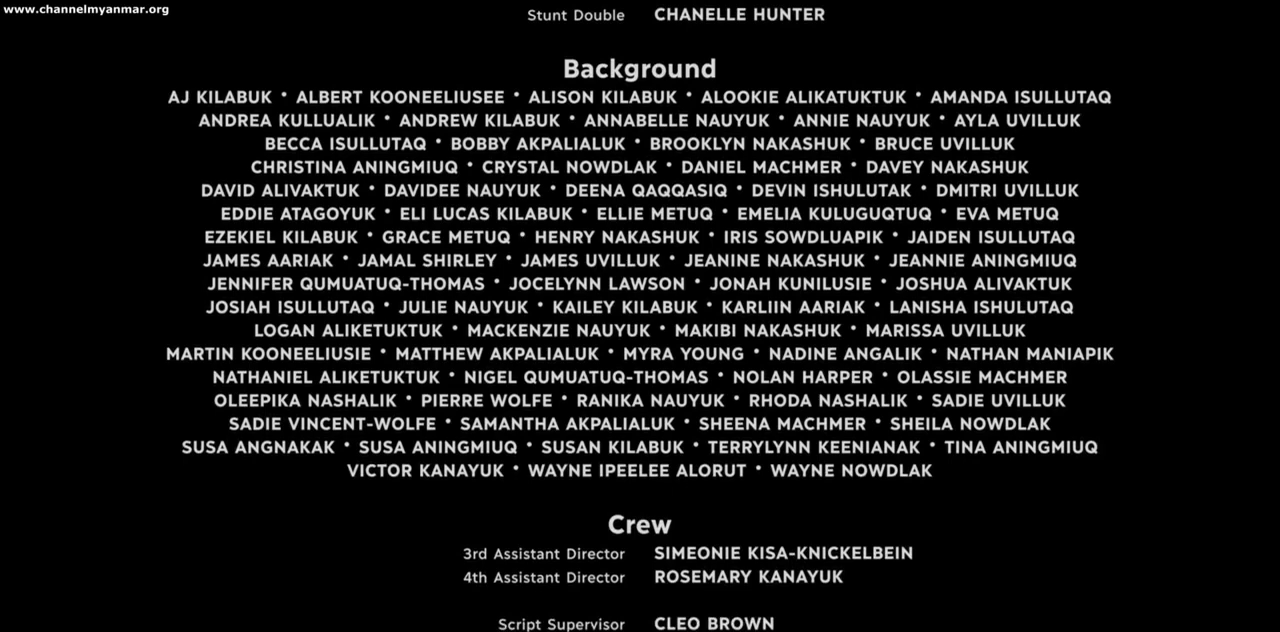 www.channelmyanmar.org
Stunt Double CHANELLE HUNTER
Background
AJ KILABUK • ALBERT KOONEELIUSEE • ALISON KILABUK • ALOOKIE ALIKATUKTUK • AMANDA ISULLUTAQ
ANDREA KULLUALIK • ANDREW KILABUK • ANNABELLE NAUYUK • ANNIE NAUYUK • AYLA UVILLUK
BECCA ISULLUTAQ • BOBBY AKPALIALUK • BROOKLYN NAKASHUK • BRUCE UVILLUK
CHRISTINA ANINGMIUQ • CRYSTAL NOWDLAK • DANIEL MACHMER • DAVEY NAKASHUK
DAVID ALIVAKTUK • DAVIDEE NAUYUK • DEENA QAQQASIQ • DEVIN ISHULUTAK • DMITRI UVILLUK
EDDIE ATAGOYUK • ELI LUCAS KILABUK • ELLIE METUQ • EMELIA KULUGUQTUQ • EVA METUQ
EZEKIEL KILABUK • GRACE METUQ • HENRY NAKASHUK • IRIS SOWDLUAPIK • JAIDEN ISULLUTAQ
JAMES AARIAK • JAMAL SHIRLEY • JAMES UVILLUK • JEANINE NAKASHUK • JEANNIE ANINGMIUQ
JENNIFER QUMUATUQ-THOMAS • JOCELYNN LAWSON • JONAH KUNILUSIE • JOSHUA ALIVAKTUK
JOSIAH ISULLUTAQ • JULIE NAUYUK • KAILEY KILABUK • KARLIIN AARIAK • LANISHA ISHULUTAQ
LOGAN ALIKETUKTUK • MACKENZIE NAUYUK • MAKIBI NAKASHUK • MARISSA UVILLUK
MARTIN KOONEELIUSIE • MATTHEW AKPALIALUK • MYRA YOUNG • NADINE ANGALIK • NATHAN MANIAPIK
NATHANIEL ALIKETUKTUK • NIGEL QUMUATUQ-THOMAS • NOLAN HARPER • OLASSIE MACHMER
OLEEPIKA NASHALIK • PIERRE WOLFE • RANIKA NAUYUK • RHODA NASHALIK • SADIE UVILLUK
SADIE VINCENT-WOLFE • SAMANTHA AKPALIALUK • SHEENA MACHMER • SHEILA NOWDLAK
SUSA ANGNAKAK • SUSA ANINGMIUQ • SUSAN KILABUK • TERRYLYNN KEENIANAK • TINA ANINGMIUQ
VICTOR KANAYUK • WAYNE IPEELEE ALORUT • WAYNE NOWDLAK
Crew
3rd Assistant Director SIMEONIE KISA-KNICKELBEIN
4th Assistant Director ROSEMARY KANAYUK
Script Supervisor CLEO BROWN